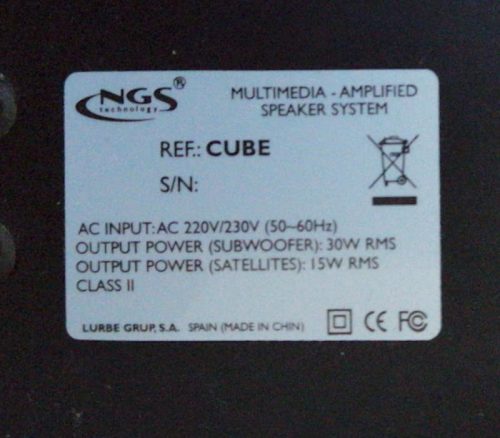 NGS®
technology
MULTIMEDIA - AMPLIFIED
SPEAKER SYSTEM
REF.: CUBE
S/N:
AC INPUT: AC 220V/230V (50~60Hz)
OUTPUT POWER (SUBWOOFER): 30W RMS
OUTPUT POWER (SATELLITES): 15W RMS
CLASS II
LURBE GRUP, S.A. SPAIN (MADE IN CHIN) CE FC